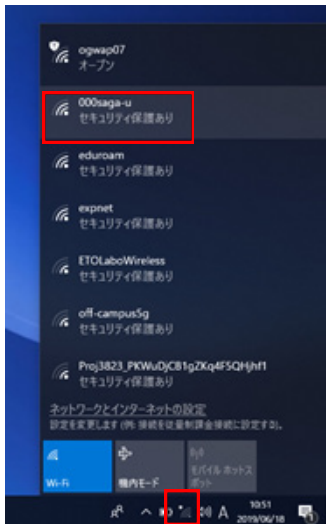 ogwap07
オープン
000saga-u
セキュリティ保護あり
eduroam
セキュリティ保護あり
expnet
セキュリティ保護あり
ETOLaboWireless
セキュリティ保護あり
off-campus5g
セキュリティ保護あり
Proj3823_PKWuDjCB1gZKq4F5QHjhf1
セキュリティ保護あり
ネットワークとインターネットの設定
設定を変更します (例: 接続を従量制課金接続に設定する)。
Wi-Fi
機内モード
モバイル ホットス
ポット
A
10:51
2019/06/18